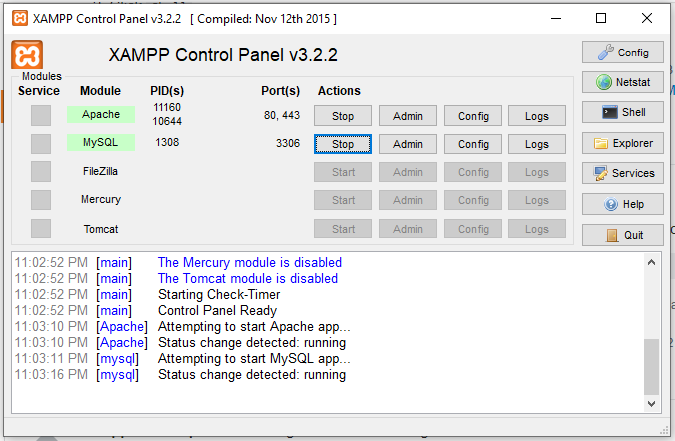 XAMPP Control Panel v3.2.2 [ Compiled: Nov 12th 2015 ]
XAMPP Control Panel v3.2.2
Config
Modules
Service Module PID(s) Port(s) Actions
Netstat
Apache 11160 10644 80, 443 Stop Admin Config Logs
Shell
MySQL 1308 3306 Stop Admin Config Logs
Explorer
FileZilla Start Admin Config Logs
Services
Mercury Start Admin Config Logs
Help
Tomcat Start Admin Config Logs
Quit
11:02:52 PM [main] The Mercury module is disabled
11:02:52 PM [main] The Tomcat module is disabled
11:02:52 PM [main] Starting Check-Timer
11:02:52 PM [main] Control Panel Ready
11:03:10 PM [Apache] Attempting to start Apache app...
11:03:10 PM [Apache] Status change detected: running
11:03:11 PM [mysql] Attempting to start MySQL app...
11:03:16 PM [mysql] Status change detected: running